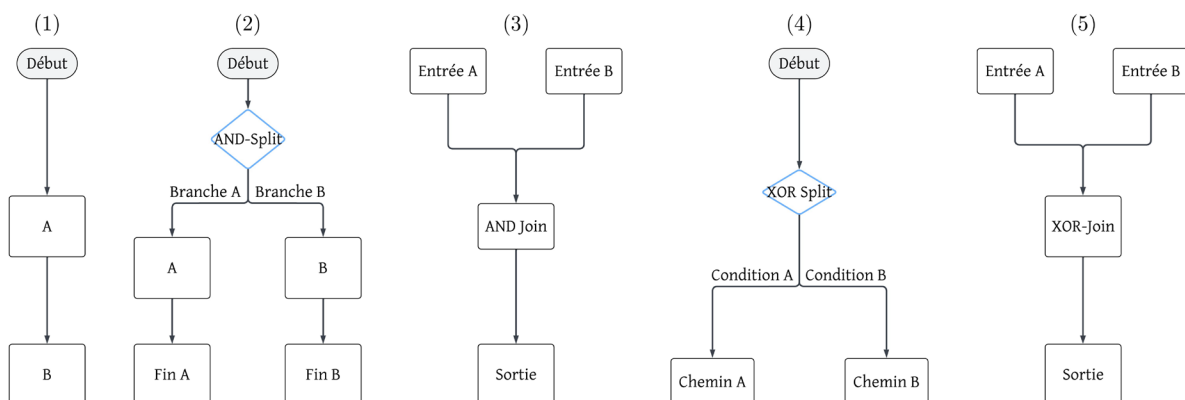 (1)
Début
A
B
(2)
Début
AND-Split
Branche A
Branche B
A
B
Fin A
Fin B
(3)
Entrée A
Entrée B
AND Join
Sortie
(4)
Début
XOR Split
Condition A
Condition B
Chemin A
Chemin B
(5)
Entrée A
Entrée B
XOR-Join
Sortie